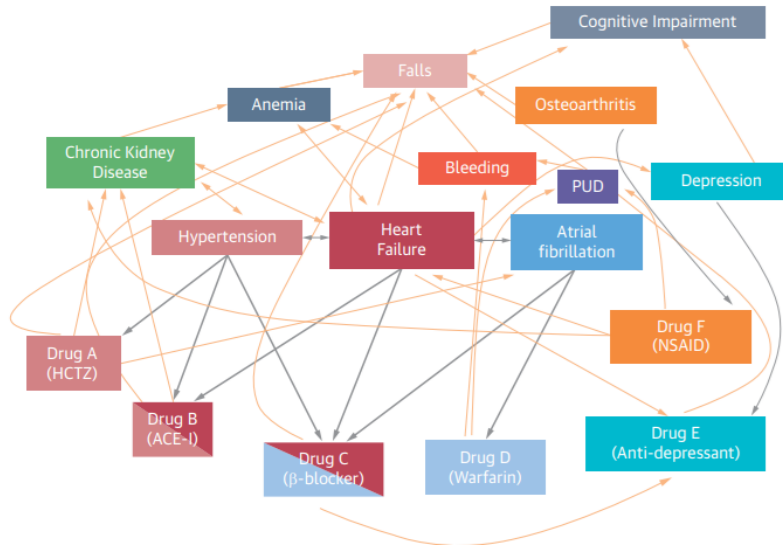 Cognitive Impairment
Falls
Anemia
Osteoarthritis
Chronic Kidney
Disease
Bleeding
PUD
Depression
Hypertension
Heart
Failure
Atrial
fibrillation
Drug A
(HCTZ)
Drug F
(NSAID)
Drug B
(ACE-I)
Drug C
(β-blocker)
Drug D
(Warfarin)
Drug E
(Anti-depressant)